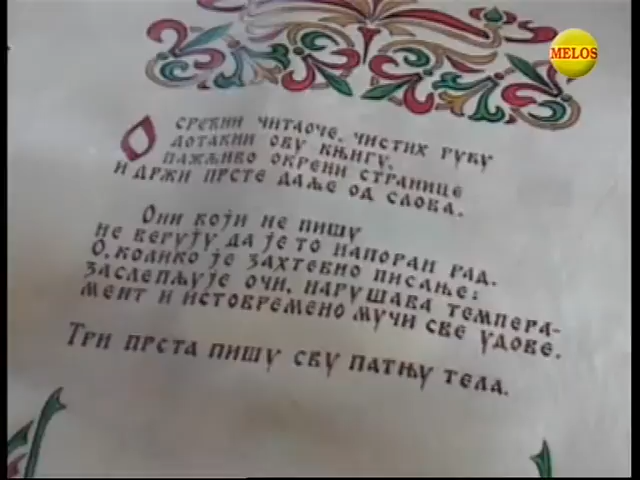 MELOS
О СРЕЋНИ ЧИТАОЧЕ, ЧИСТИХ РУКУ
ДОТАКНИ ОВУ КЊИГУ,
ПАЖЉИВО ОКРЕНИ СТРАНИЦЕ
И ДРЖИ ПРСТЕ ДАЉЕ ОД СЛОВА.
ОНИ КОЈИ НЕ ПИШУ
НЕ ВЕРУЈУ ДА ЈЕ ТО НАПОРАН РАД.
О, КОЛИКО ЈЕ ЗАХТЕВНО ПИСАЊЕ:
ЗАСЛЕПЉУЈЕ ОЧИ, НАРУШАВА ТЕМПЕРА-
МЕНТ И ИСТОВРЕМЕНО МУЧИ СВЕ УДОВЕ.
ТРИ ПРСТА ПИШУ СВУ ПАТЊУ ТЕЛА.